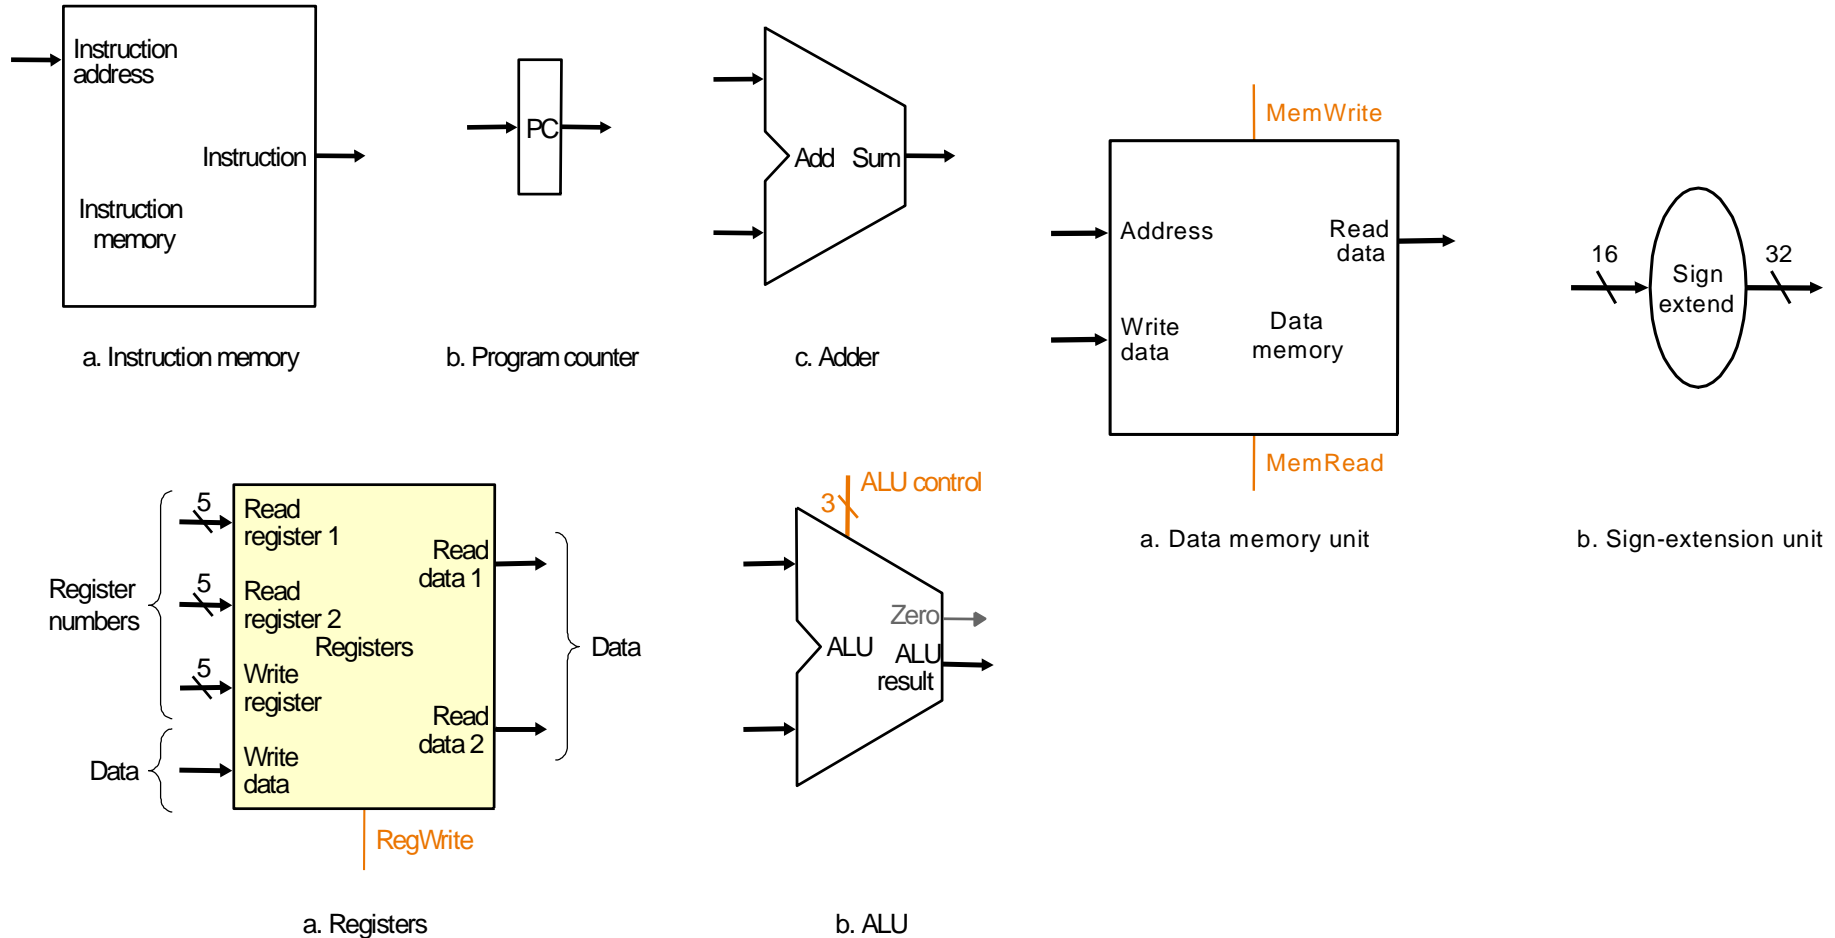 Instruction
address
Instruction
Instruction
memory
a. Instruction memory
PC
b. Program counter
Add Sum
c. Adder
MemWrite
Address
Read
data
Write
data
Data
memory
MemRead
a. Data memory unit
16
Sign
extend
32
b. Sign-extension unit
Register
numbers
5
Read
register 1
5
Read
register 2
5
Write
register
Data
Write
data
Registers
Read
data 1
Read
data 2
Data
RegWrite
a. Registers
ALU control
3
Zero
ALU
ALU
result
b. ALU